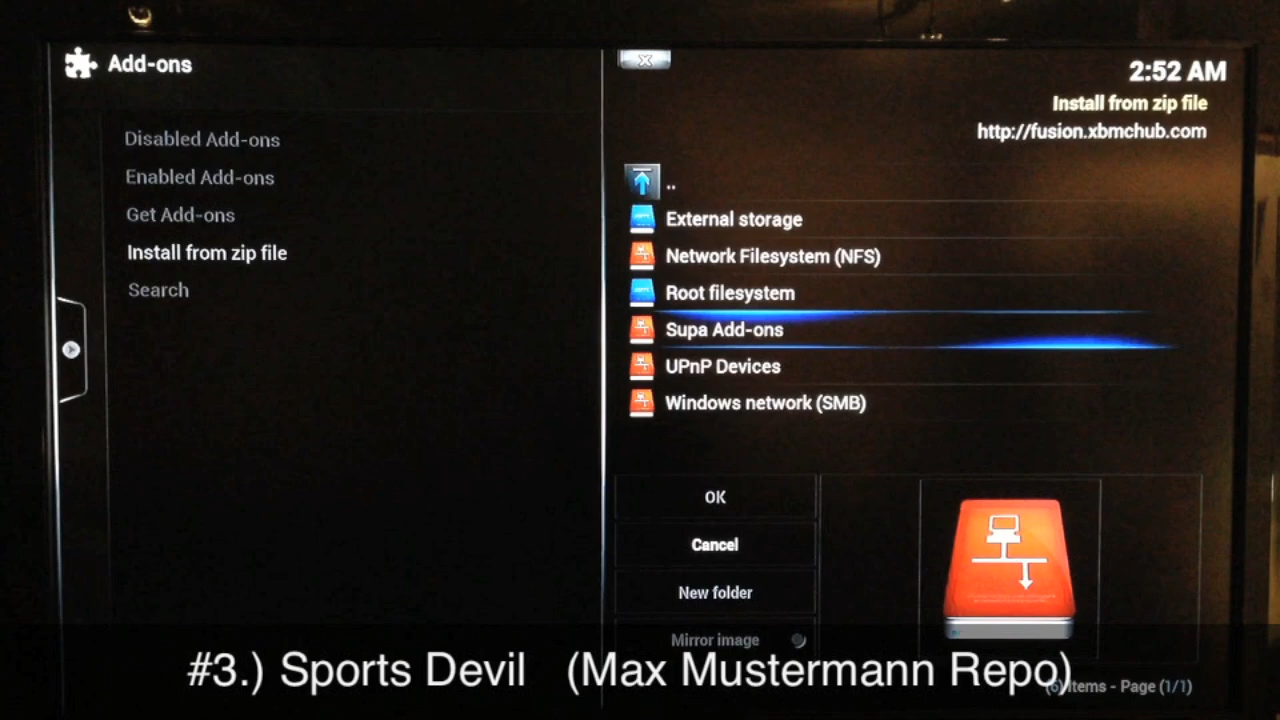 Add-ons
Disabled Add-ons
Enabled Add-ons
Get Add-ons
Install from zip file
Search
2:52 AM
Install from zip file
http://fusion.xbmchub.com
..
External storage
Network Filesystem (NFS)
Root filesystem
Supa Add-ons
UPnP Devices
Windows network (SMB)
OK
Cancel
New folder
Mirror image
(6) Items - Page (1/1)
#3.) Sports Devil (Max Mustermann Repo)